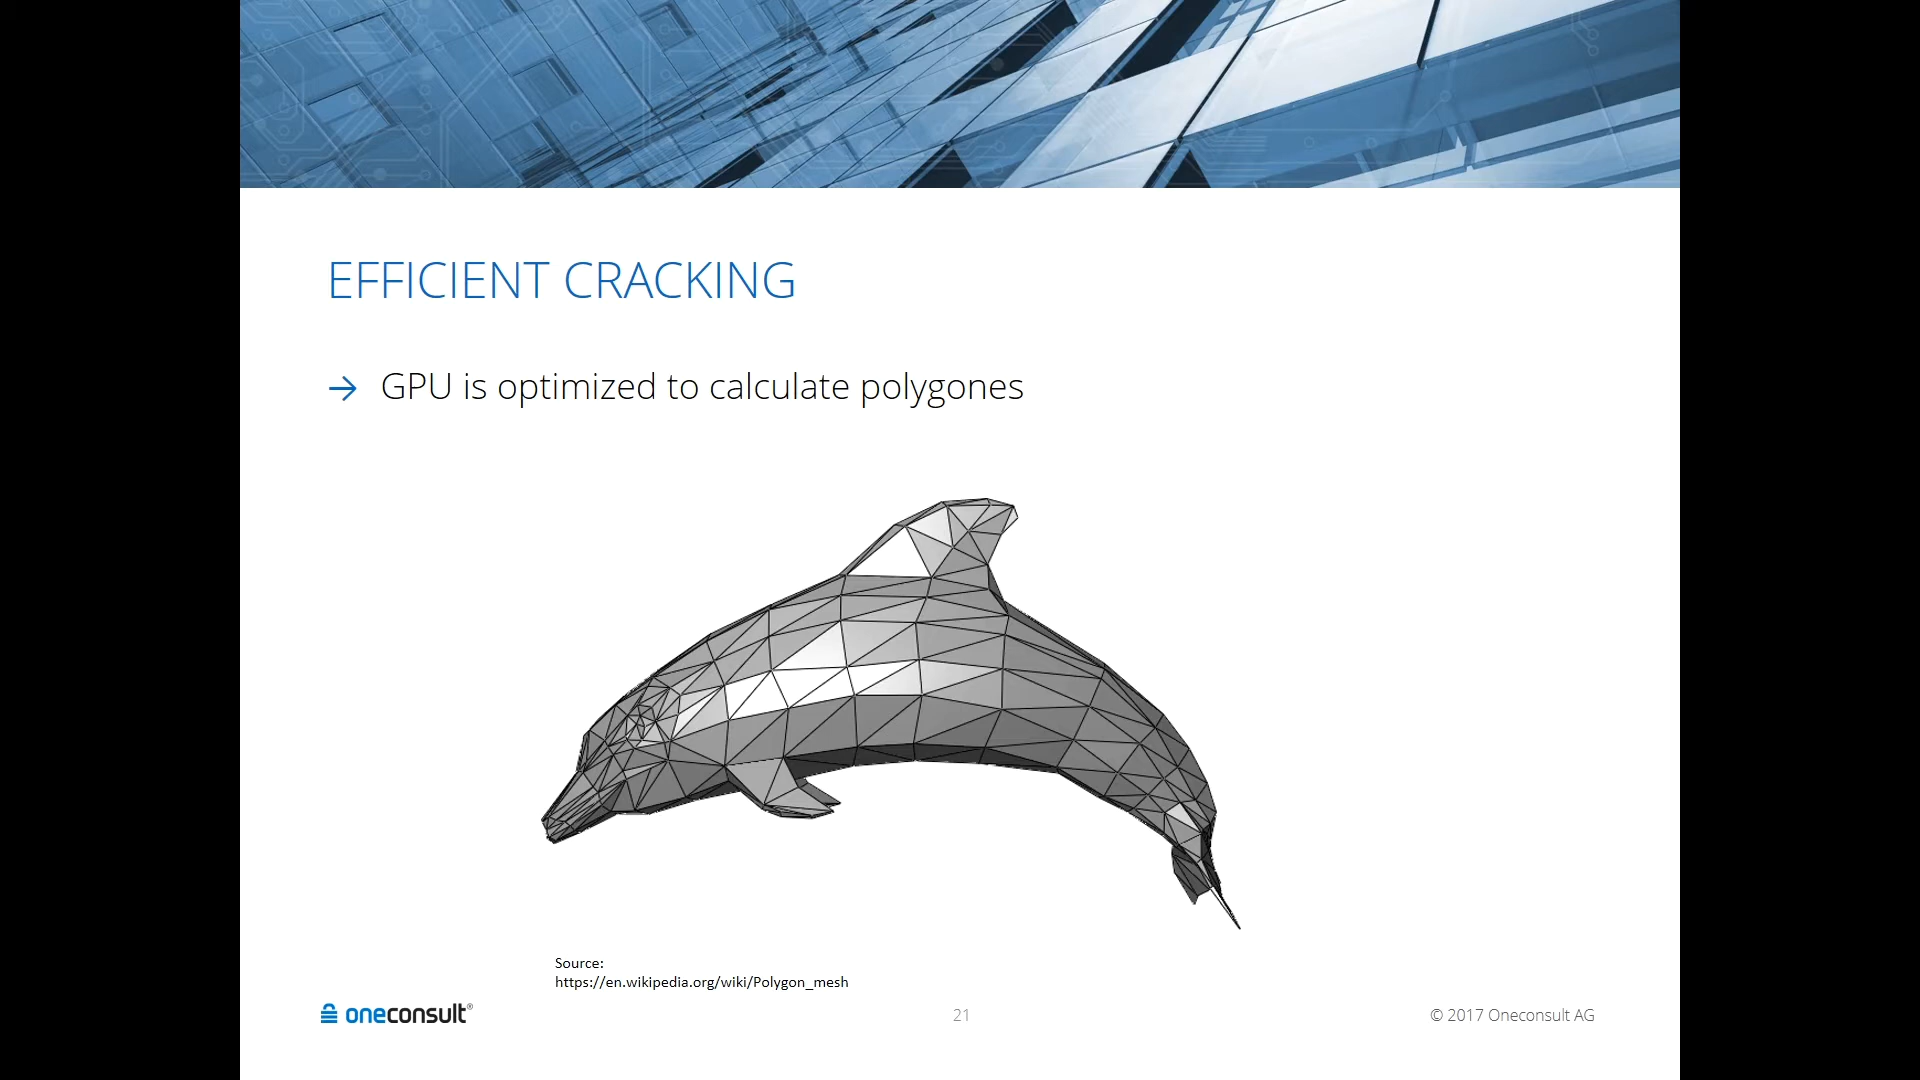 EFFICIENT CRACKING
→ GPU is optimized to calculate polygones
Source:
https://en.wikipedia.org/wiki/Polygon_mesh
oneconsult®
21
© 2017 Oneconsult AG